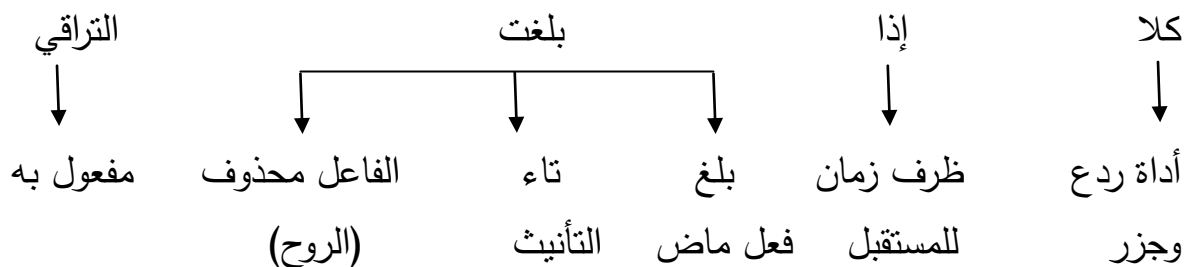 كلا إذا بلغت التراقي
أداة ردع ظرف زمان بلغ تاء الفاعل محذوف مفعول به
وجزر للمستقبل فعل ماض التأنيث (الروح)